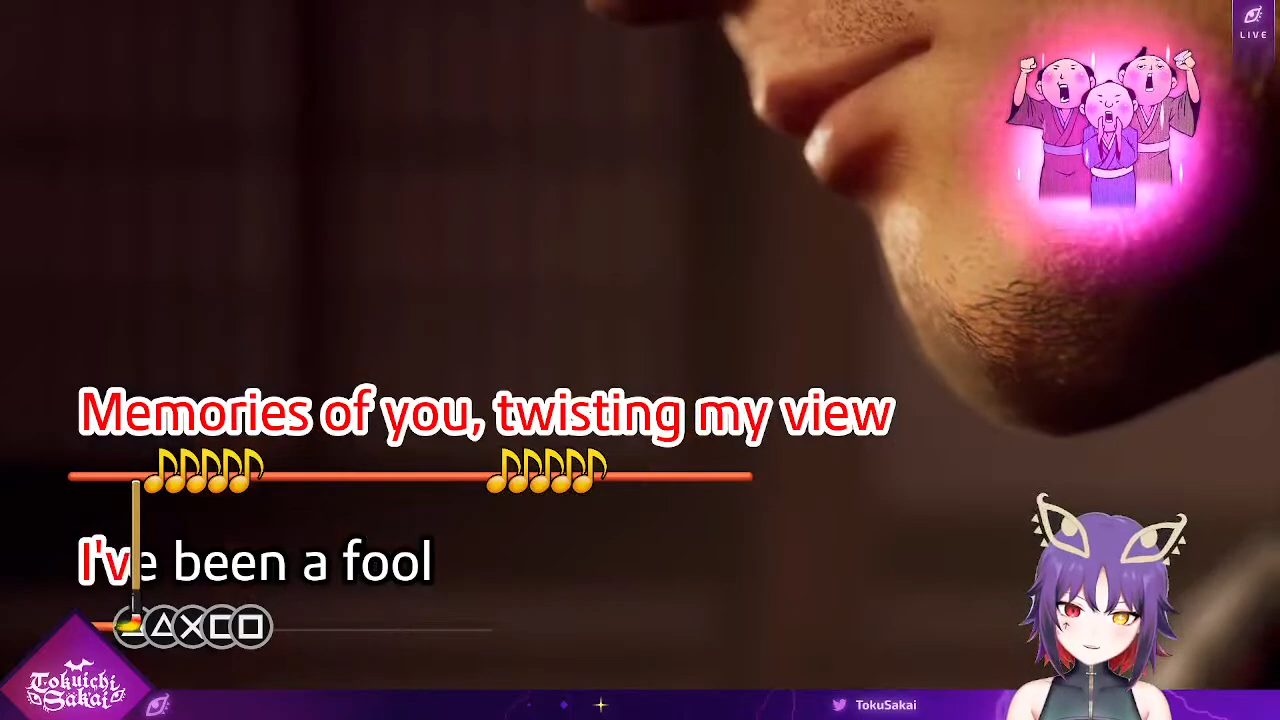 LIVE
Memories of you, twisting my view
I've been a fool
Tokuichi
Sakai
TokuSakai